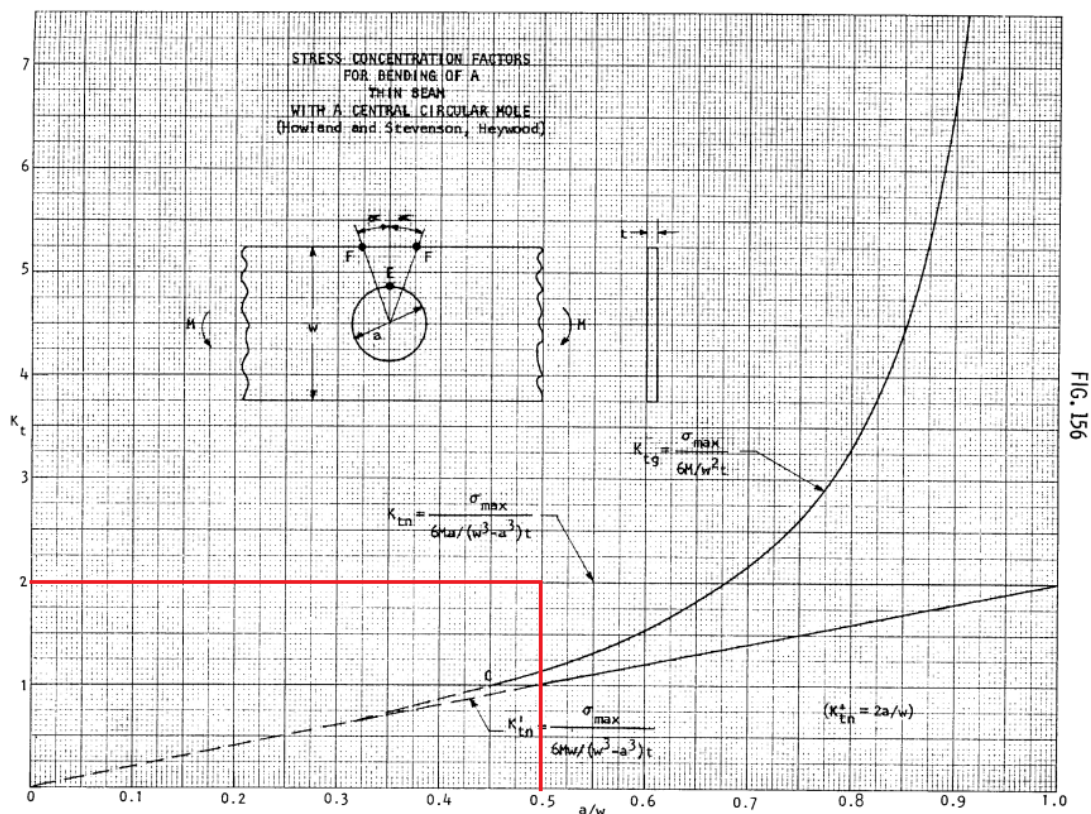 7
6
5
4
K_t
3
2
1
0
STRESS CONCENTRATION FACTORS
FOR BENDING OF A
THIN BEAM
WITH A CENTRAL CIRCULAR HOLE
(Howland and Stevenson, Heywood)
∝ ∝
F F
E
t
M
w
a
M
K_tg = σ_max / 6M/w²t
K_tn = σ_max / 6Ma/(w³-a³)t
C
K'_tn = σ_max / 6Mw/(w³-a³)t
(K'_tn = 2a/w)
0 0.1 0.2 0.3 0.4 0.5 0.6 0.7 0.8 0.9 1.0
a/w
FIG. 156